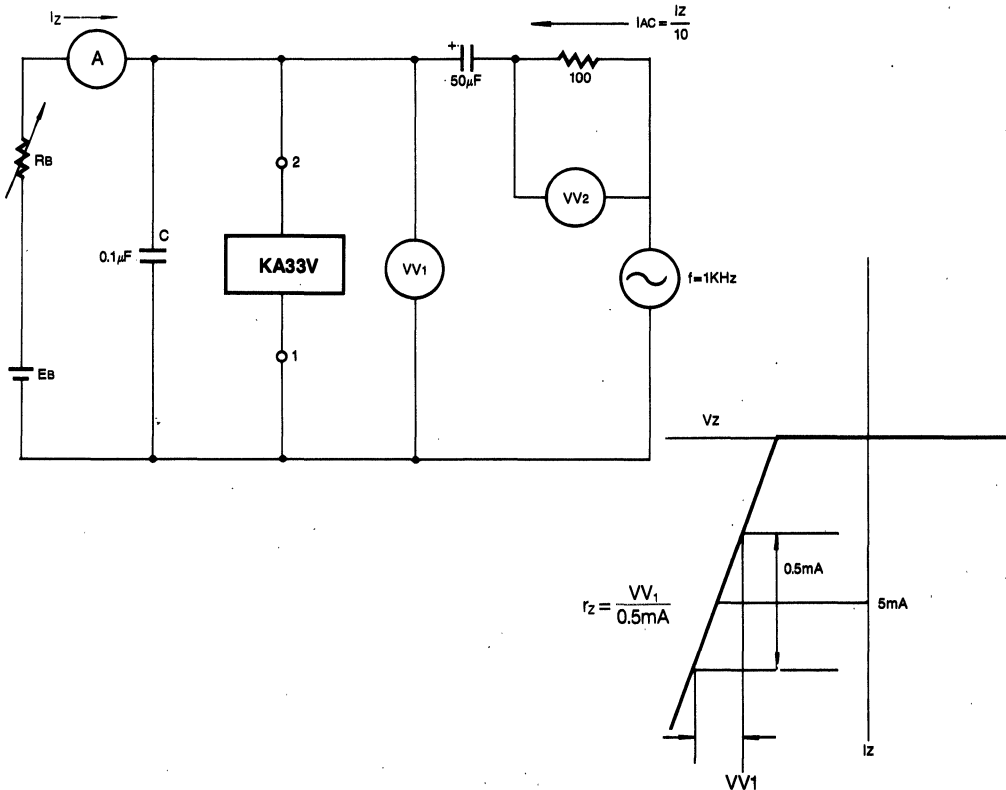 Iz
A
IAC = Iz/10
+
50μF
100
RB
2
VV2
C
0.1μF
KA33V
VV1
f=1KHz
1
EB
Vz
0.5mA
rz = VV1/0.5mA
5mA
Iz
VV1